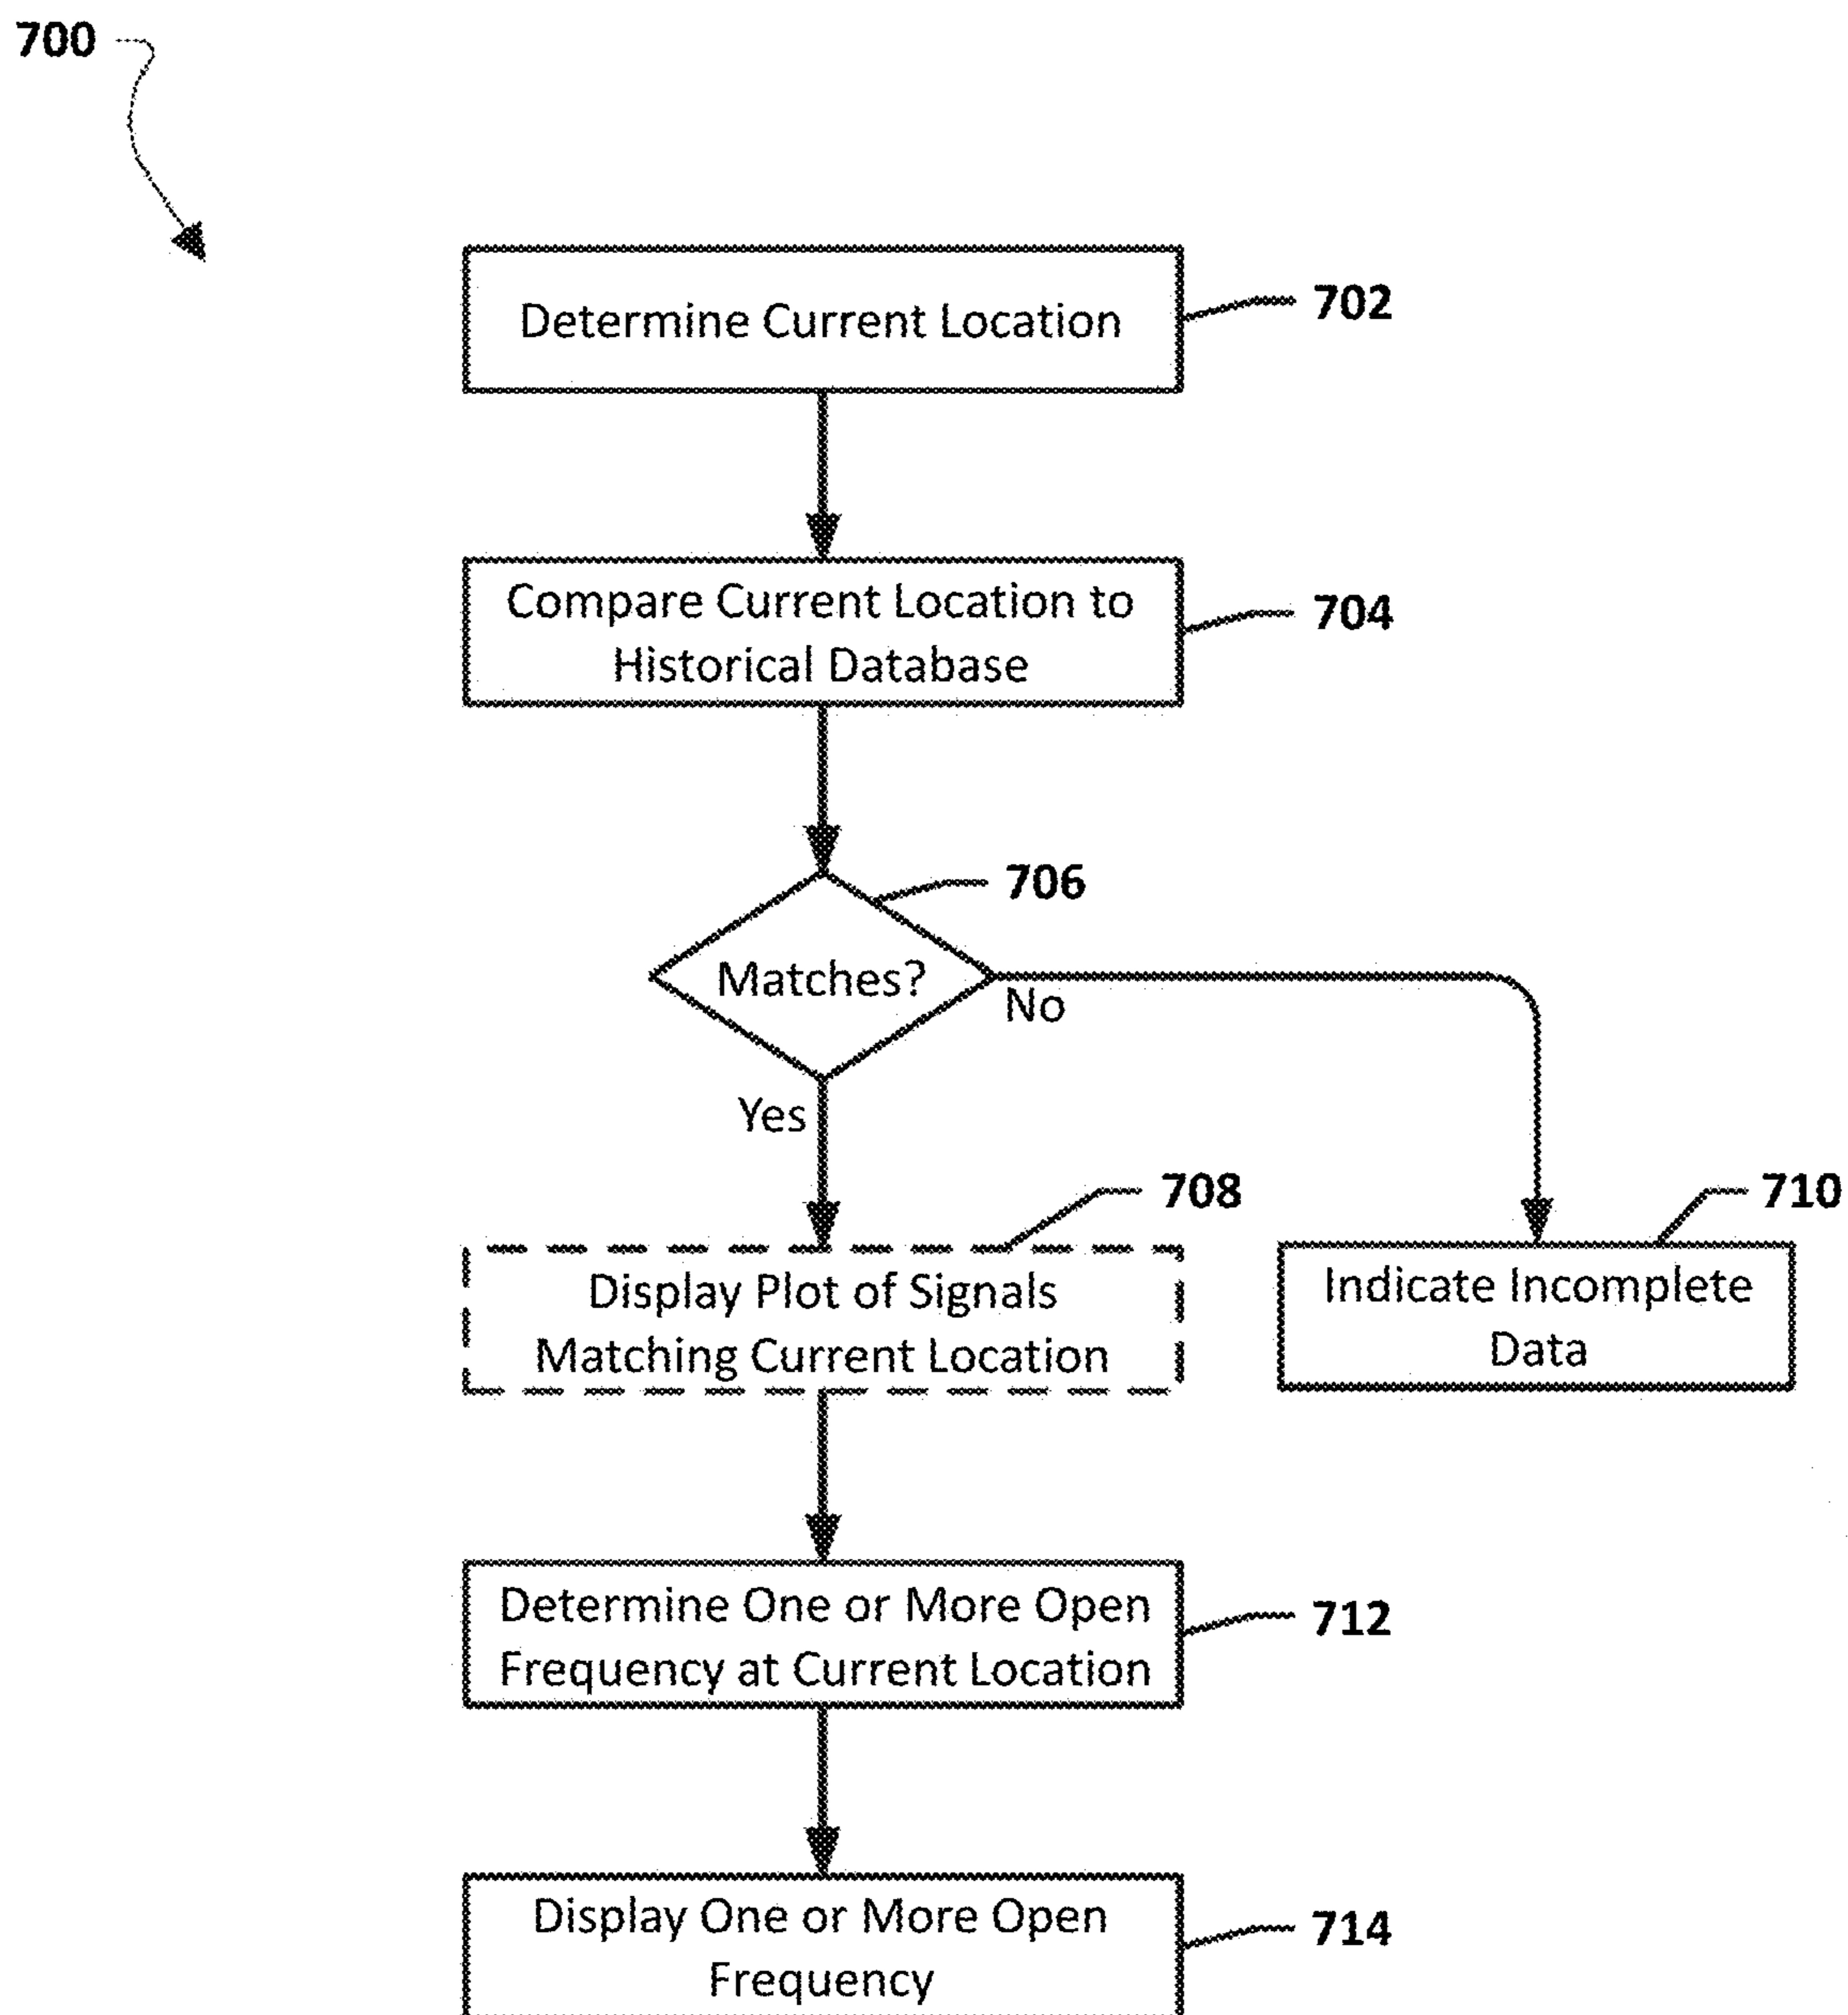 700
Determine Current Location
702
Compare Current Location to
Historical Database
704
706
Matches?
No
Yes
708
Display Plot of Signals
Matching Current Location
710
Indicate Incomplete
Data
Determine One or More Open
Frequency at Current Location
712
Display One or More Open
Frequency
714